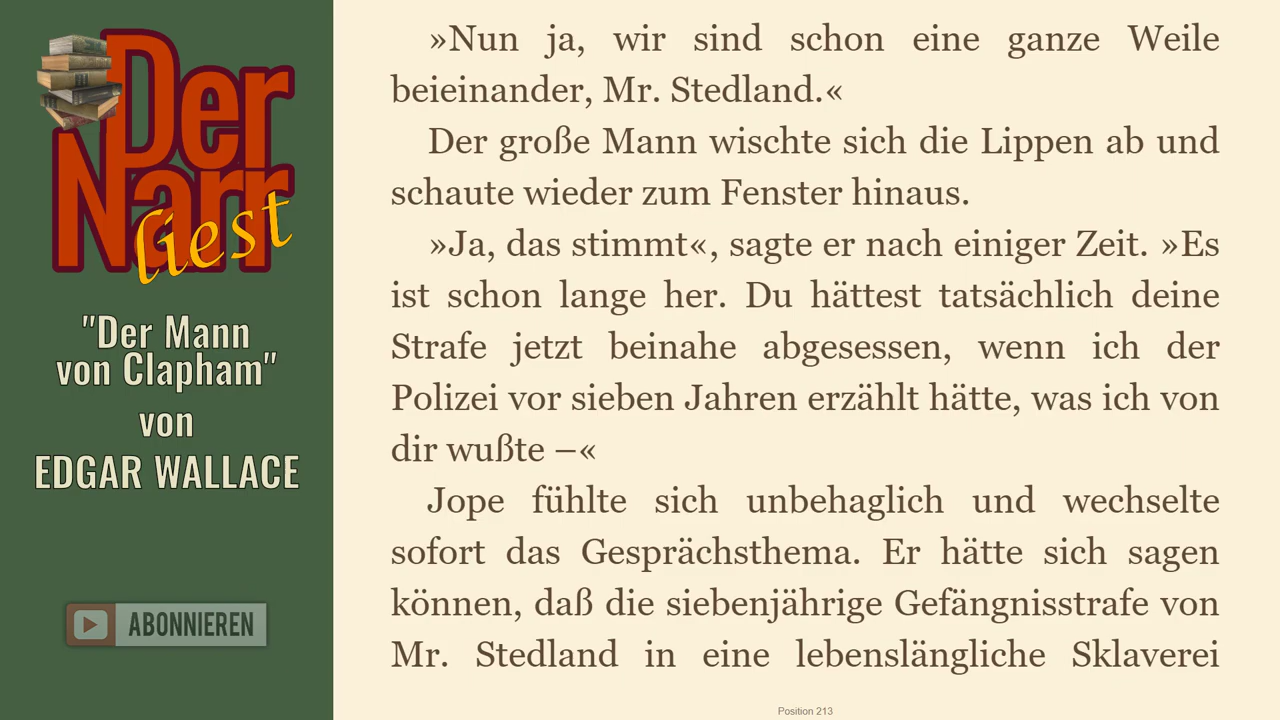 Der
Narr
liest
"Der Mann
von Clapham"
von
EDGAR WALLACE
ABONNIEREN
»Nun ja, wir sind schon eine ganze Weile
beieinander, Mr. Stedland.«
Der große Mann wischte sich die Lippen ab und
schaute wieder zum Fenster hinaus.
»Ja, das stimmt«, sagte er nach einiger Zeit. »Es
ist schon lange her. Du hättest tatsächlich deine
Strafe jetzt beinahe abgesessen, wenn ich der
Polizei vor sieben Jahren erzählt hätte, was ich von
dir wußte –«
Jope fühlte sich unbehaglich und wechselte
sofort das Gesprächsthema. Er hätte sich sagen
können, daß die siebenjährige Gefängnisstrafe von
Mr. Stedland in eine lebenslängliche Sklaverei
Position 213